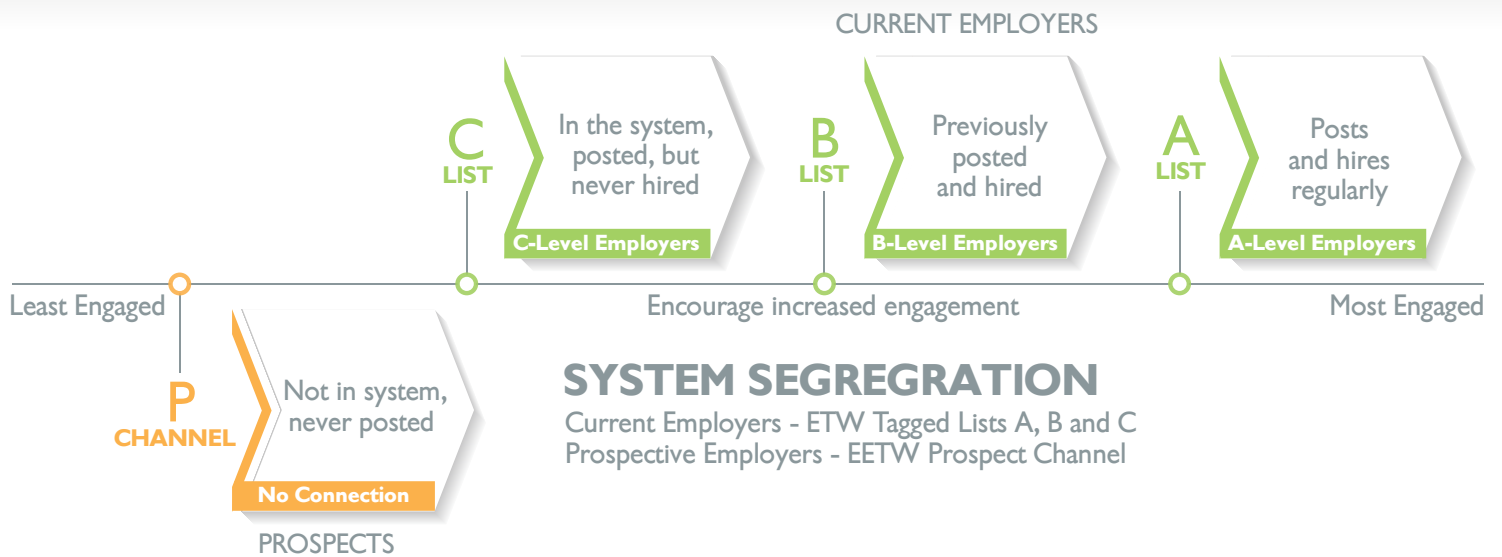 CURRENT EMPLOYERS
C
LIST
In the system,
posted, but
never hired
C-Level Employers
B
LIST
Previously
posted
and hired
B-Level Employers
A
LIST
Posts
and hires
regularly
A-Level Employers
Least Engaged
Encourage increased engagement
Most Engaged
P
CHANNEL
Not in system,
never posted
No Connection
PROSPECTS
SYSTEM SEGREGRATION
Current Employers - ETW Tagged Lists A, B and C
Prospective Employers - EETW Prospect Channel